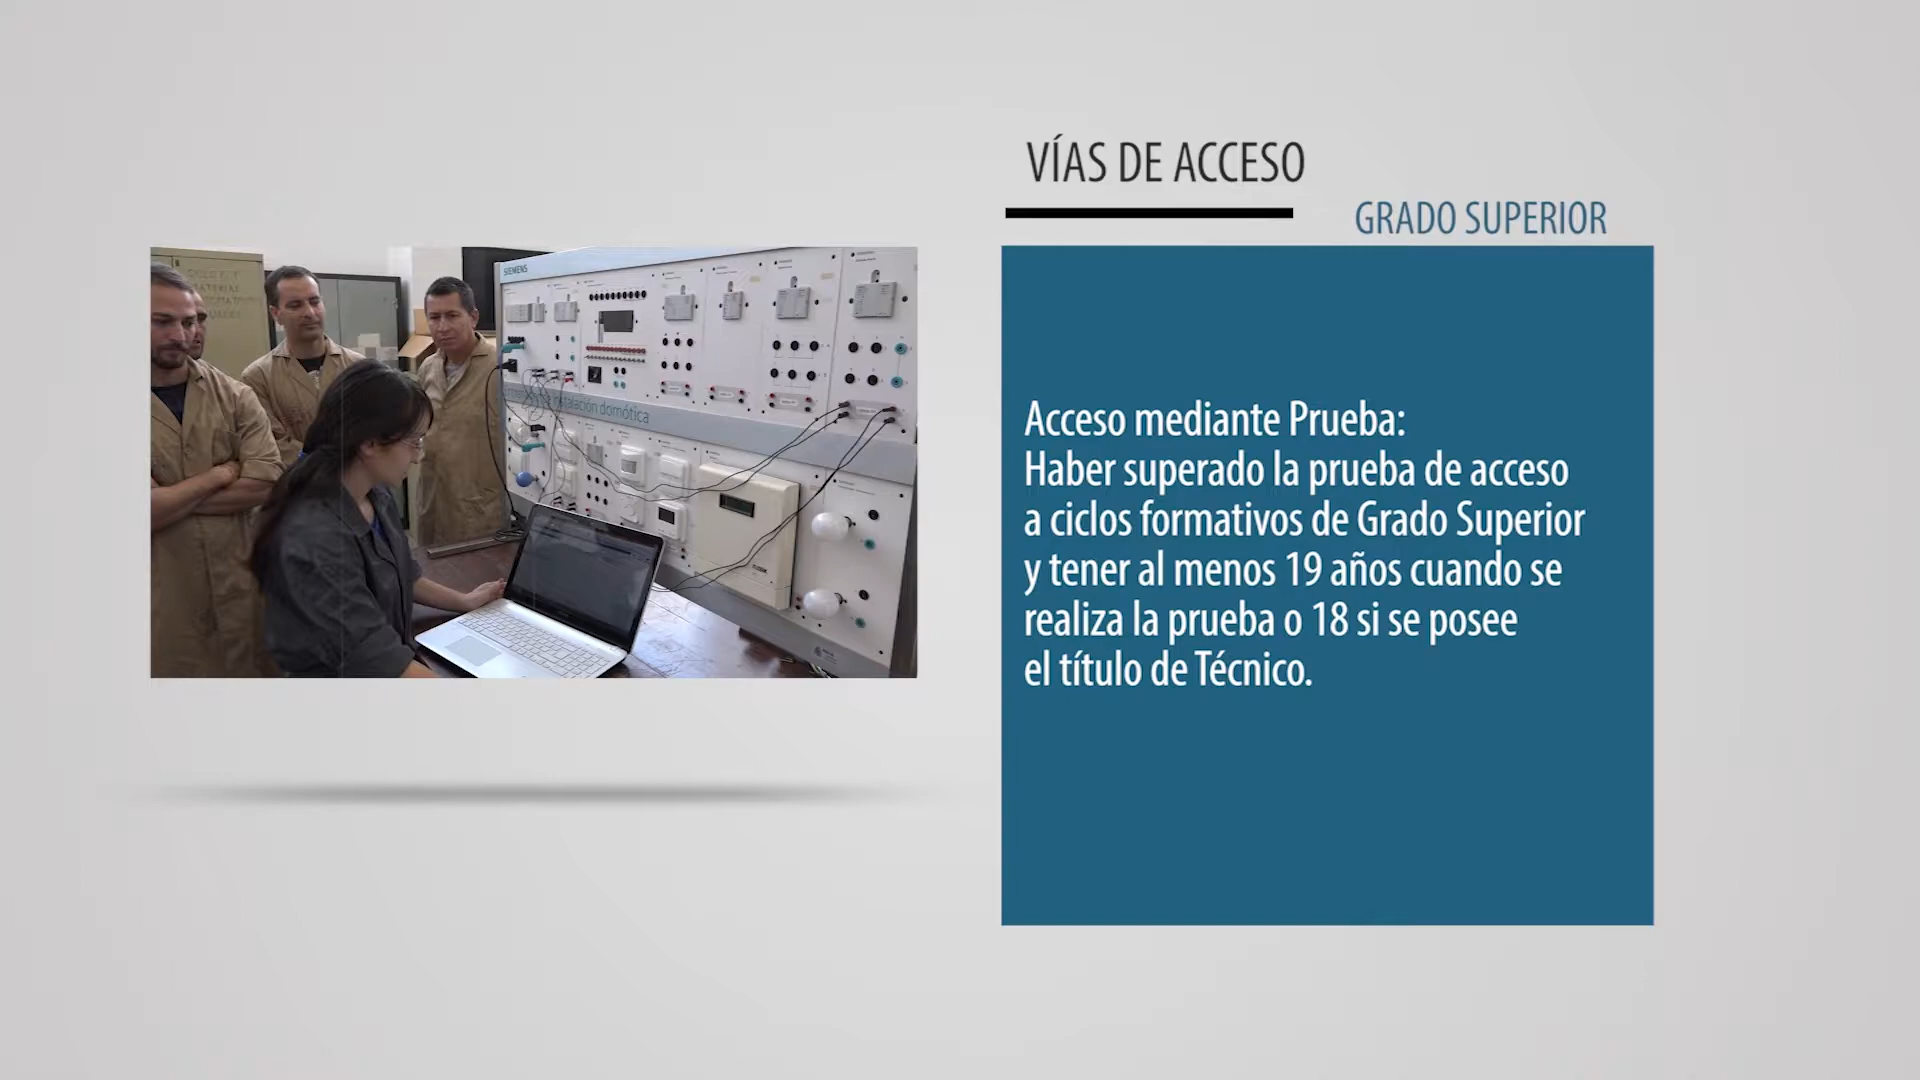 VÍAS DE ACCESO
GRADO SUPERIOR
SIEMENS
instalación domótica
Acceso mediante Prueba:
Haber superado la prueba de acceso
a ciclos formativos de Grado Superior
y tener al menos 19 años cuando se
realiza la prueba o 18 si se posee
el título de Técnico.